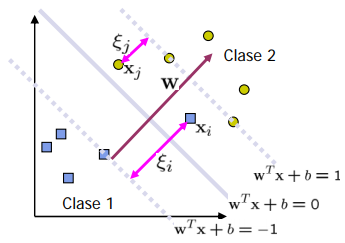 ξj
xj
Clase 2
w
xi
ξi
wᵀx + b = 1
Clase 1
wᵀx + b = 0
wᵀx + b = −1